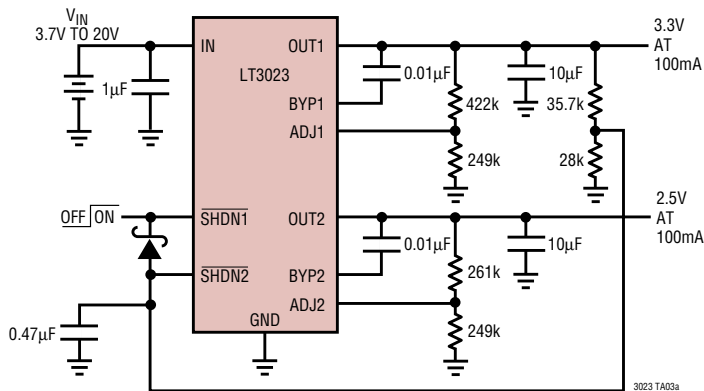 VIN
3.7V TO 20V
1µF
IN
OUT1
LT3023
BYP1
ADJ1
0.01µF
422k
249k
10µF
35.7k
28k
3.3V
AT
100mA
OFF ON
SHDN1
SHDN2
0.47µF
OUT2
BYP2
ADJ2
GND
0.01µF
261k
249k
10µF
2.5V
AT
100mA
3023 TA03a